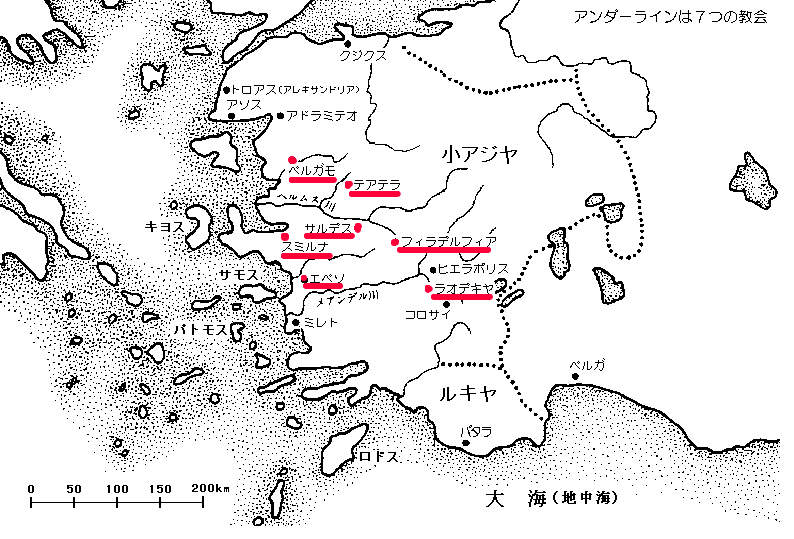 アンダーラインは７つの教会
クジクス
トロアス(アレキサンドリア)
アソス
アドラミテオ
小アジヤ
ペルガモ
テアテラ
ヘルムス川
キヨス
サルデス
スミルナ
フィラデルフィア
サモス
エペソ
ヒエラポリス
ラオデキヤ
メアンデル川
パトモス
ミレト
コロサイ
ペルガ
ルキヤ
パタラ
ロドス
0 50 100 150 200km
大 海(地中海)